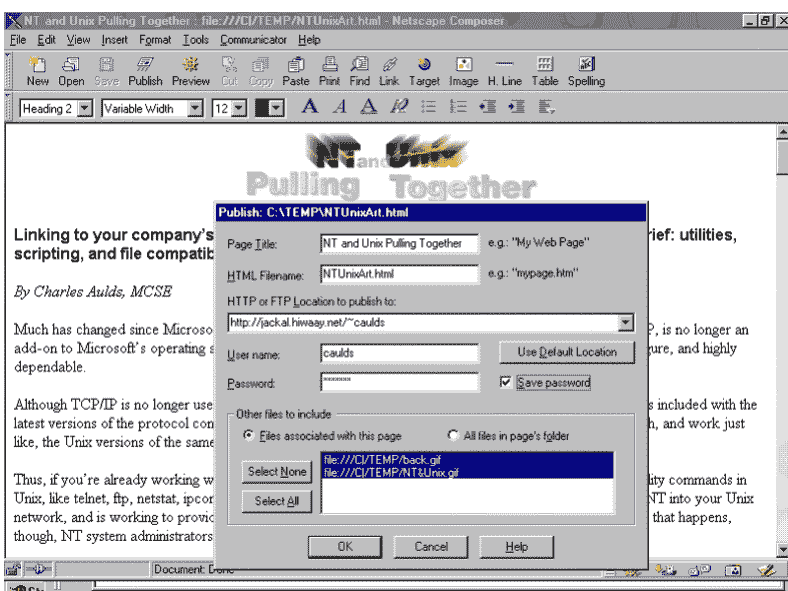 NT and Unix Pulling Together : file:///C|/TEMP/NTUnixArt.html - Netscape Composer
File Edit View Insert Format Tools Communicator Help
New Open Save Publish Preview Cut Copy Paste Print Find Link Target Image H. Line Table Spelling
Heading 2 Variable Width 12
NT and Unix
Pulling Together
Publish: C:\TEMP\NTUnixArt.html
Page Title: NT and Unix Pulling Together e.g.: "My Web Page"
HTML Filename: NTUnixArt.html e.g.: "mypage.htm"
HTTP or FTP Location to publish to:
http://jackal.hiwaay.net/~caulds
User name: caulds Use Default Location
Password: ******* Save password
Other files to include
Files associated with this page All files in page's folder
Select None
Select All
file:///C|/TEMP/back.gif
file:///C|/TEMP/NT&Unix.gif
OK Cancel Help
Linking to your company's rief: utilities,
scripting, and file compatib
By Charles Aulds, MCSE
Much has changed since Microso P, is no longer an
add-on to Microsoft's operating s ure, and highly
dependable.
Although TCP/IP is no longer use s included with the
latest versions of the protocol con h, and work just
like, the Unix versions of the same
Thus, if you're already working w lity commands in
Unix, like telnet, ftp, netstat, ipcon NT into your Unix
network, and is working to provid that happens,
though, NT system administrators
Document: Done